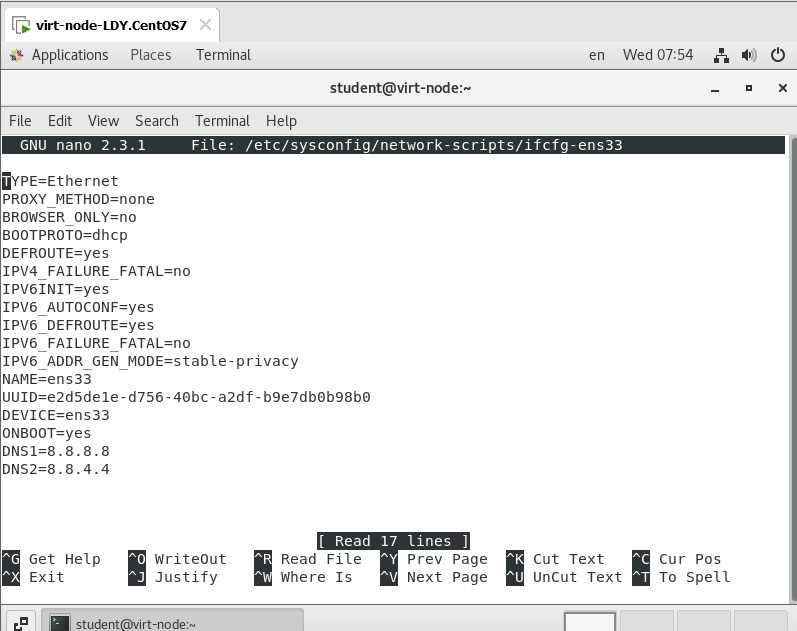 virt-node-LDY.CentOS7
Applications Places Terminal en Wed 07:54
student@virt-node:~
File Edit View Search Terminal Help
GNU nano 2.3.1 File: /etc/sysconfig/network-scripts/ifcfg-ens33
TYPE=Ethernet
PROXY_METHOD=none
BROWSER_ONLY=no
BOOTPROTO=dhcp
DEFROUTE=yes
IPV4_FAILURE_FATAL=no
IPV6INIT=yes
IPV6_AUTOCONF=yes
IPV6_DEFROUTE=yes
IPV6_FAILURE_FATAL=no
IPV6_ADDR_GEN_MODE=stable-privacy
NAME=ens33
UUID=e2d5de1e-d756-40bc-a2df-b9e7db0b98b0
DEVICE=ens33
ONBOOT=yes
DNS1=8.8.8.8
DNS2=8.8.4.4
[ Read 17 lines ]
^G Get Help ^O WriteOut ^R Read File ^Y Prev Page ^K Cut Text ^C Cur Pos
^X Exit ^J Justify ^W Where Is ^V Next Page ^U UnCut Text ^T To Spell
student@virt-node:~